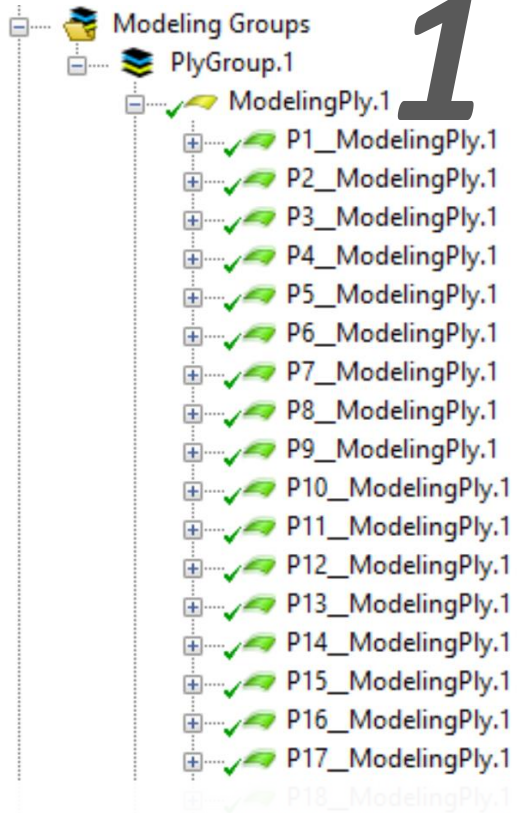 1
Modeling Groups
PlyGroup.1
ModelingPly.1
P1__ModelingPly.1
P2__ModelingPly.1
P3__ModelingPly.1
P4__ModelingPly.1
P5__ModelingPly.1
P6__ModelingPly.1
P7__ModelingPly.1
P8__ModelingPly.1
P9__ModelingPly.1
P10__ModelingPly.1
P11__ModelingPly.1
P12__ModelingPly.1
P13__ModelingPly.1
P14__ModelingPly.1
P15__ModelingPly.1
P16__ModelingPly.1
P17__ModelingPly.1
P18__ModelingPly.1